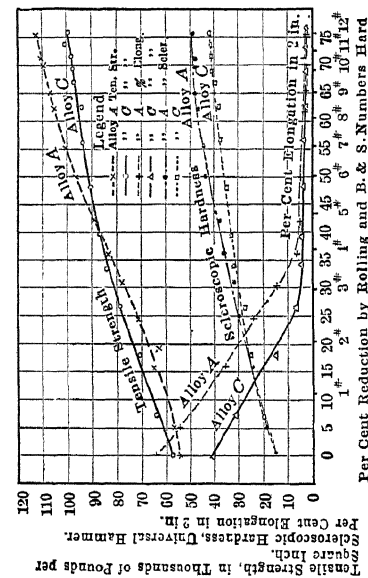 Tensile Strength, in Thousands of Pounds per
Square Inch.
Scleroscopic Hardness, Universal Hammer.
Per Cent Elongation in 2 in.
120
110
100
90
80
70
60
50
40
30
20
10
0
Legend
Alloy A Ten. Str.
" C " "
" A % Elong.
" C " "
" A Scler.
" C "
Alloy A
Alloy C
Tensile Strength
Alloy A
Alloy C
Scleroscopic Hardness
Alloy A
Alloy C
Per-Cent-Elongation in 2 in.
0 5 10 15 20 25 30 35 40 45 50 55 60 65 70 75
1# 2# 3# 4# 5# 6# 7# 8# 9# 10# 11# 12#
Per Cent Reduction by Rolling and B. & S. Numbers Hard